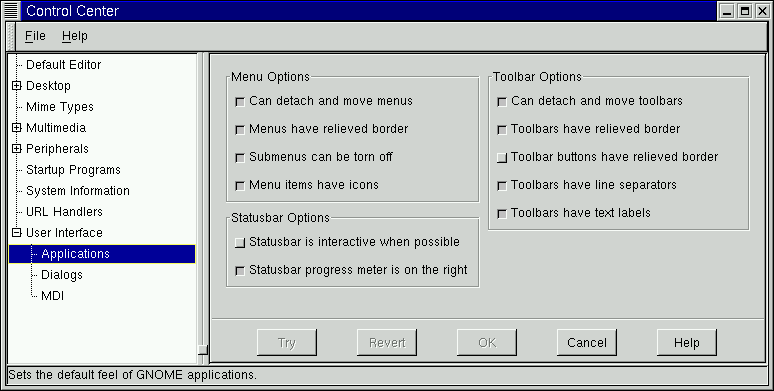 Control Center
File Help
Default Editor
Desktop
Mime Types
Multimedia
Peripherals
Startup Programs
System Information
URL Handlers
User Interface
Applications
Dialogs
MDI
Menu Options
Can detach and move menus
Menus have relieved border
Submenus can be torn off
Menu items have icons
Statusbar Options
Statusbar is interactive when possible
Statusbar progress meter is on the right
Toolbar Options
Can detach and move toolbars
Toolbars have relieved border
Toolbar buttons have relieved border
Toolbars have line separators
Toolbars have text labels
Try Revert OK Cancel Help
Sets the default feel of GNOME applications.